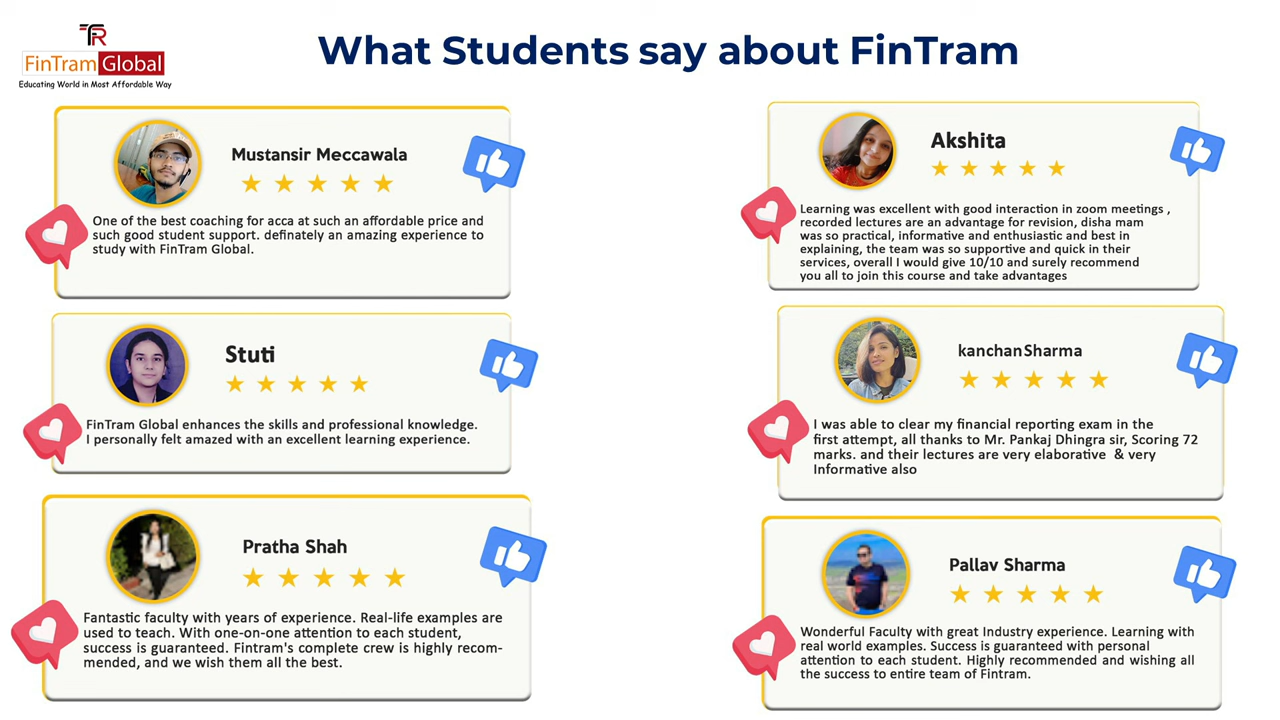 TFR
FinTram Global
Educating World in Most Affordable Way
What Students say about FinTram
Mustansir Meccawala
One of the best coaching for acca at such an affordable price and
such good student support. definately an amazing experience to
study with FinTram Global.
Akshita
Learning was excellent with good interaction in zoom meetings ,
recorded lectures are an advantage for revision, disha mam
was so practical, informative and enthusiastic and best in
explaining, the team was so supportive and quick in their
services, overall I would give 10/10 and surely recommend
you all to join this course and take advantages
Stuti
FinTram Global enhances the skills and professional knowledge.
I personally felt amazed with an excellent learning experience.
kanchanSharma
I was able to clear my financial reporting exam in the
first attempt, all thanks to Mr. Pankaj Dhingra sir, Scoring 72
marks. and their lectures are very elaborative & very
Informative also
Pratha Shah
Fantastic faculty with years of experience. Real-life examples are
used to teach. With one-on-one attention to each student,
success is guaranteed. Fintram's complete crew is highly recom-
mended, and we wish them all the best.
Pallav Sharma
Wonderful Faculty with great Industry experience. Learning with
real world examples. Success is guaranteed with personal
attention to each student. Highly recommended and wishing all
the success to entire team of Fintram.